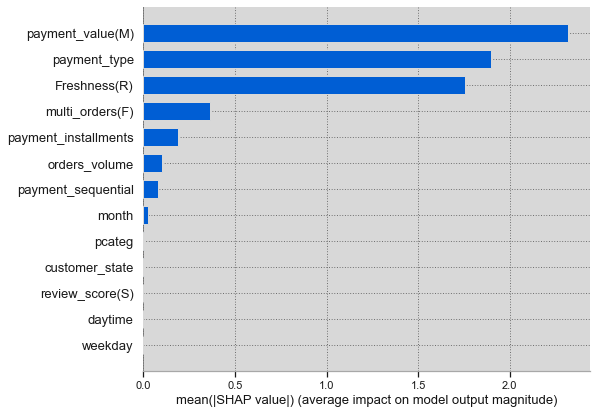 payment_value(M)
payment_type
Freshness(R)
multi_orders(F)
payment_installments
orders_volume
payment_sequential
month
pcateg
customer_state
review_score(S)
daytime
weekday
0.0 0.5 1.0 1.5 2.0
mean(|SHAP value|) (average impact on model output magnitude)